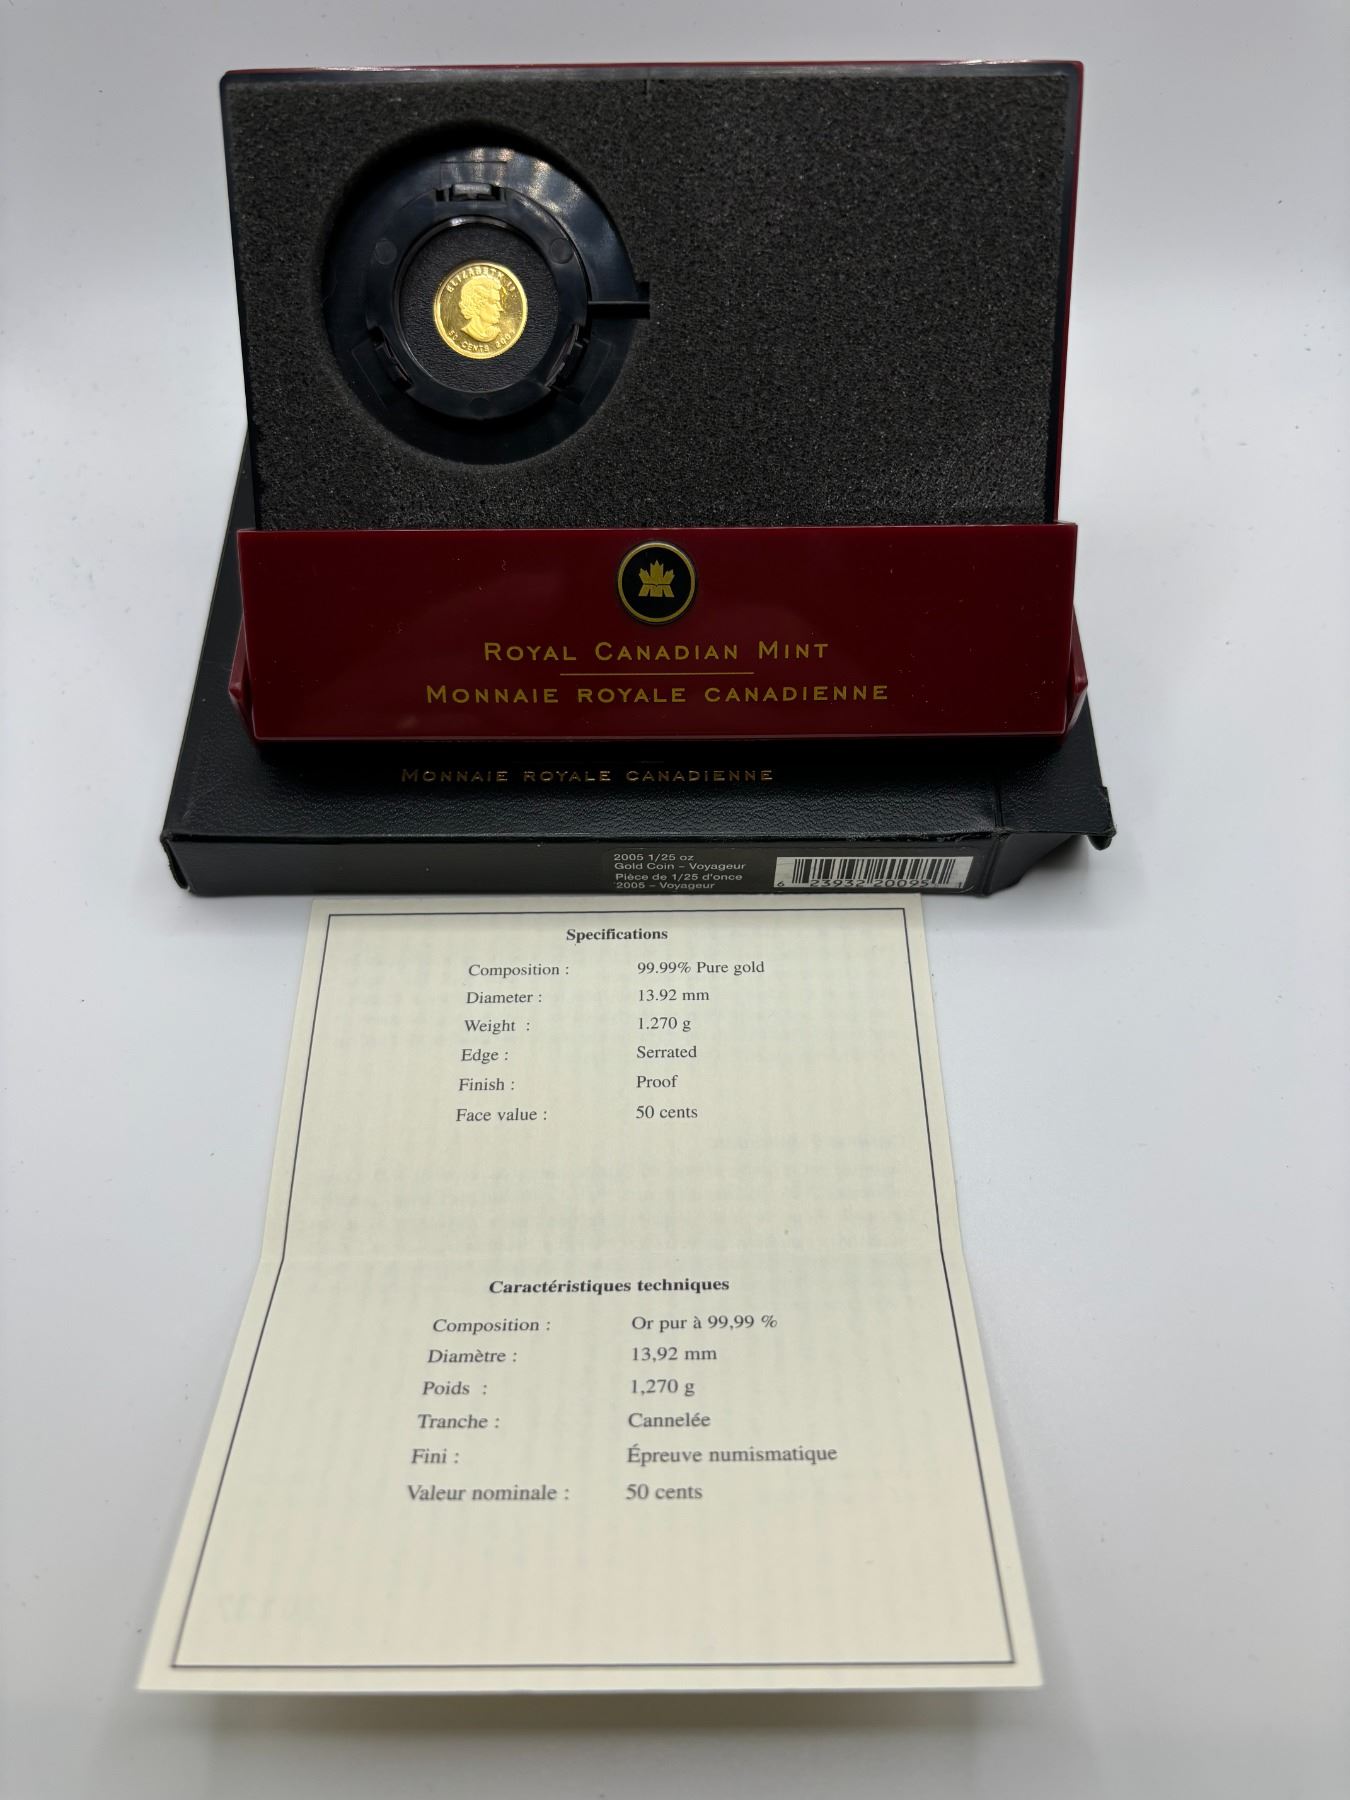 ELIZABETH II
50 CENTS
ROYAL CANADIAN MINT
MONNAIE ROYALE CANADIENNE
MONNAIE ROYALE CANADIENNE
2005 1/25 oz
Gold Coin – Voyageur
Pièce de 1/25 d'once
2005 – Voyageur
Specifications
Composition : 99.99% Pure gold
Diameter : 13.92 mm
Weight : 1.270 g
Edge : Serrated
Finish : Proof
Face value : 50 cents
Caractéristiques techniques
Composition : Or pur à 99,99 %
Diamètre : 13,92 mm
Poids : 1,270 g
Tranche : Cannelée
Fini : Épreuve numismatique
Valeur nominale : 50 cents